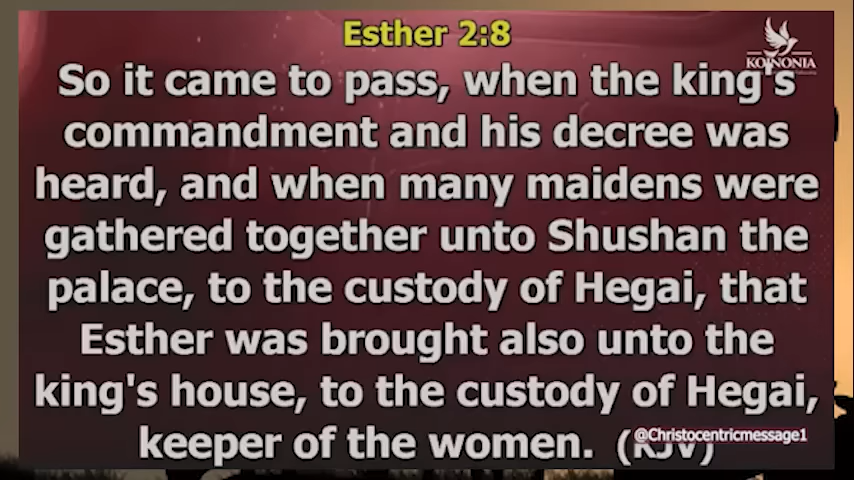 Esther 2:8
KOINONIA
So it came to pass, when the king's
commandment and his decree was
heard, and when many maidens were
gathered together unto Shushan the
palace, to the custody of Hegai, that
Esther was brought also unto the
king's house, to the custody of Hegai,
keeper of the women. (KJV)
@Christocentricmessage1